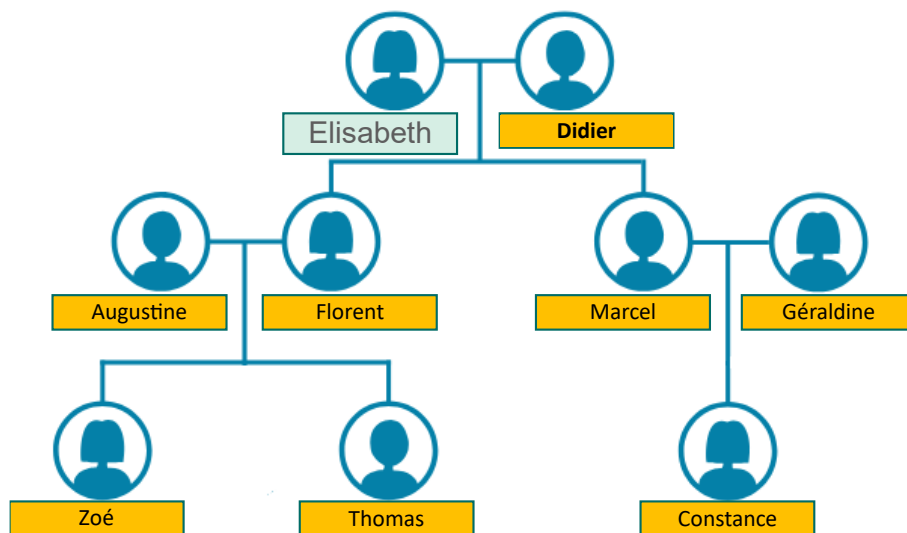 Elisabeth
Didier
Augustine
Florent
Marcel
Géraldine
Zoé
Thomas
Constance